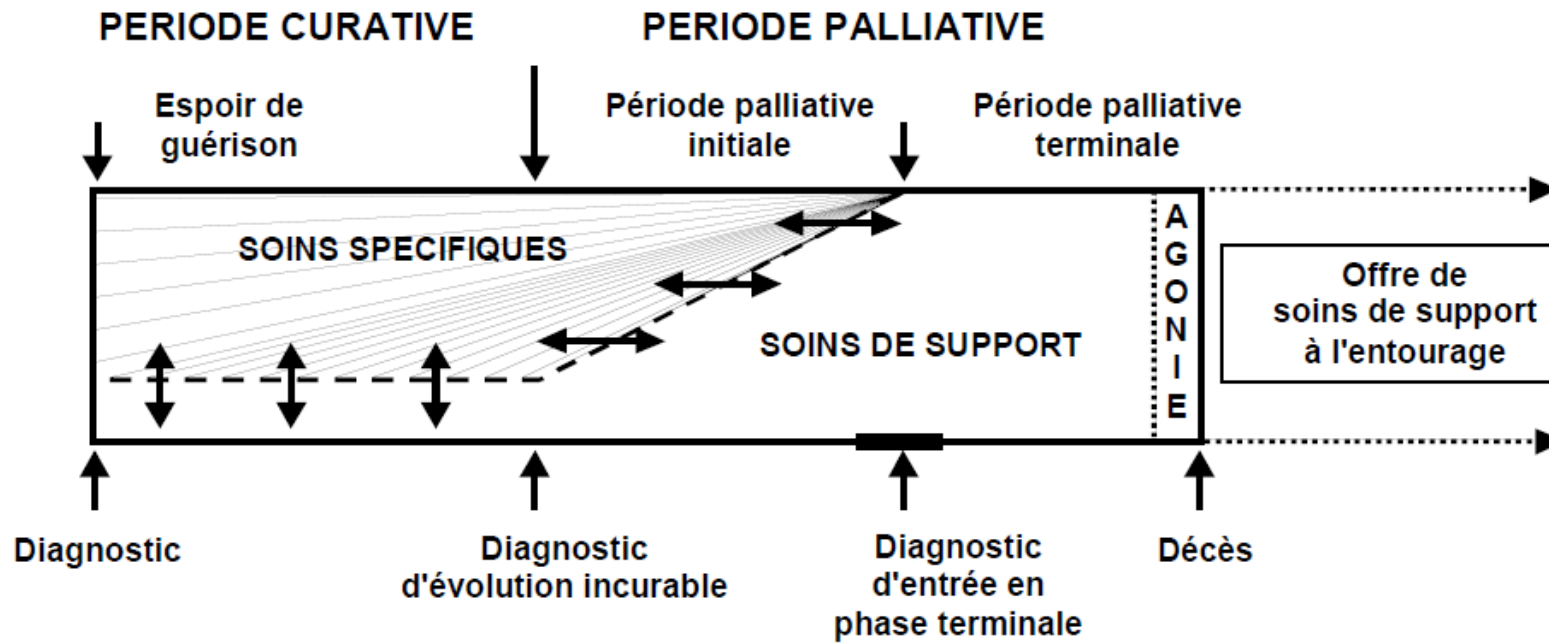 PERIODE CURATIVE
PERIODE PALLIATIVE
Espoir de
guérison
Période palliative
initiale
Période palliative
terminale
SOINS SPECIFIQUES
SOINS DE SUPPORT
A
G
O
N
I
E
Offre de
soins de support
à l'entourage
Diagnostic
Diagnostic
d'évolution incurable
Diagnostic
d'entrée en
phase terminale
Décès